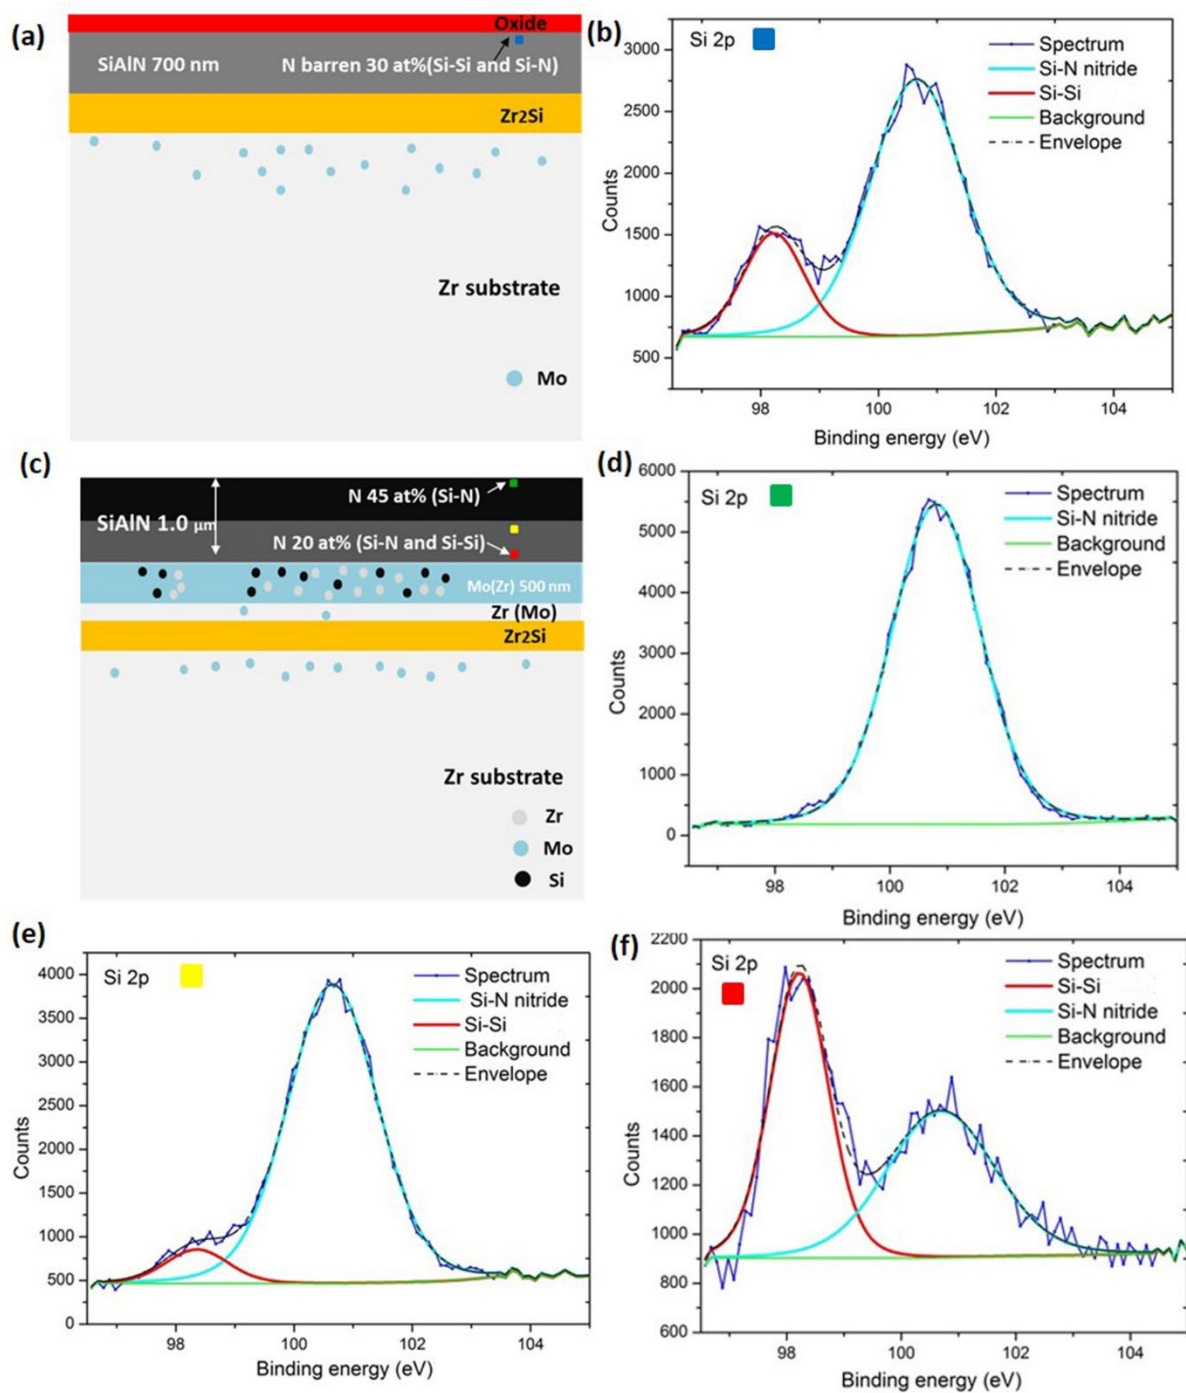 (a)
Oxide
SiAlN 700 nm
N barren 30 at%(Si-Si and Si-N)
Zr2Si
Zr substrate
Mo
(b)
Si 2p
Spectrum
Si-N nitride
Si-Si
Background
Envelope
3000
2500
2000
1500
1000
500
Counts
98
100
102
104
Binding energy (eV)
(c)
N 45 at% (Si-N)
SiAlN 1.0 µm
N 20 at% (Si-N and Si-Si)
Mo(Zr) 500 nm
Zr (Mo)
Zr2Si
Zr substrate
Zr
Mo
Si
(d)
Si 2p
Spectrum
Si-N nitride
Background
Envelope
6000
5000
4000
3000
2000
1000
0
Counts
98
100
102
104
Binding energy (eV)
(e)
Si 2p
Spectrum
Si-N nitride
Si-Si
Background
Envelope
4000
3500
3000
2500
2000
1500
1000
500
0
Counts
98
100
102
104
Binding energy (eV)
(f)
Si 2p
Spectrum
Si-Si
Si-N nitride
Background
Envelope
2200
2000
1800
1600
1400
1200
1000
800
600
Counts
98
100
102
104
Binding energy (eV)